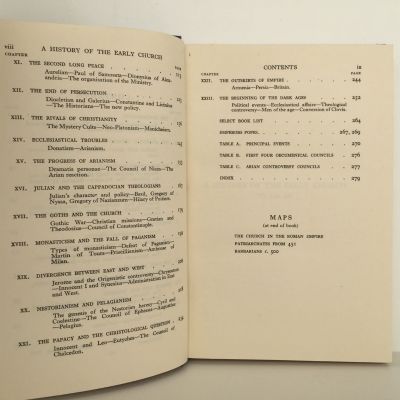 viii A HISTORY OF THE EARLY CHURCH
CHAPTER PAGE
XI. THE SECOND LONG PEACE
Aurelian—Paul of Samosata—Dionysius of Alexandria—The organisation of the Ministry.
XII. THE END OF PERSECUTION
Diocletian and Galerius—Constantine and Licinius
—The Historians—The new policy.
XIII. THE RIVALS OF CHRISTIANITY
The Mystery Cults—Neo-Platonism—Manichæism.
XIV. ECCLESIASTICAL TROUBLES
Donatism—Arianism.
XV. THE PROGRESS OF ARIANISM
Dramatis personae—The Council of Nicæa—The
Arian reaction.
XVI. JULIAN AND THE CAPPADOCIAN THEOLOGIANS
Julian's character and policy—Basil, Gregory of
Nyssa, Gregory of Nazianzum—Hilary of Poitiers.
XVII. THE GOTHS AND THE CHURCH
Gothic War—Christian missions—Gratian and
Theodosius—Council of Constantinople.
XVIII. MONASTICISM AND THE FALL OF PAGANISM
Types of monasticism—Defeat of Paganism—
Martin of Tours—Priscillianism—Ambrose of
Milan.
XIX. DIVERGENCE BETWEEN EAST AND WEST
Jerome and the Origenistic controversy—Chrysostom
—Innocent I and Synesius—Administration in East
and West.
XX. NESTORIANISM AND PELAGIANISM
The genesis of the Nestorian heresy—Cyril and
Coelestine—The Council of Ephesus—Augustine
—Pelagius.
XXI. THE PAPACY AND THE CHRISTOLOGICAL QUESTION
Innocent and Leo—Eutyches—The Council of
Chalcedon.
CONTENTS ix
CHAPTER PAGE
XXII. THE OUTSKIRTS OF EMPIRE 244
Armenia—Persia—Britain.
XXIII. THE BEGINNING OF THE DARK AGES 252
Political events—Ecclesiastical affairs—Theological
controversy—Men of the age—Conversion of Clovis.
SELECT BOOK LIST 264
EMPERORS POPES 267, 269
TABLE A. PRINCIPAL EVENTS 270
TABLE B. FIRST FOUR OECUMENICAL COUNCILS 276
TABLE C. ARIAN CONTROVERSY COUNCILS 277
INDEX 279
MAPS
(at end of book)
THE CHURCH IN THE ROMAN EMPIRE
PATRIARCHATES FROM 451
BARBARIANS C. 500